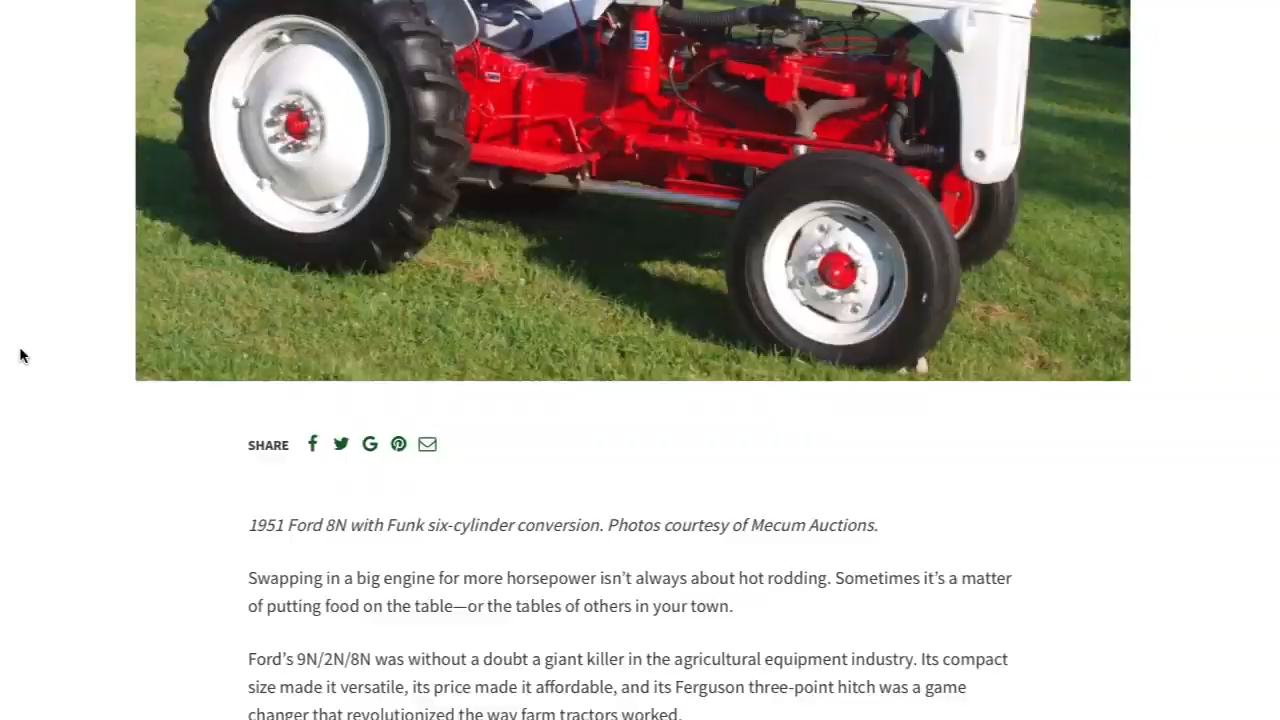 SHARE
1951 Ford 8N with Funk six-cylinder conversion. Photos courtesy of Mecum Auctions.
Swapping in a big engine for more horsepower isn’t always about hot rodding. Sometimes it’s a matter
of putting food on the table—or the tables of others in your town.
Ford’s 9N/2N/8N was without a doubt a giant killer in the agricultural equipment industry. Its compact
size made it versatile, its price made it affordable, and its Ferguson three-point hitch was a game
changer that revolutionized the way farm tractors worked.